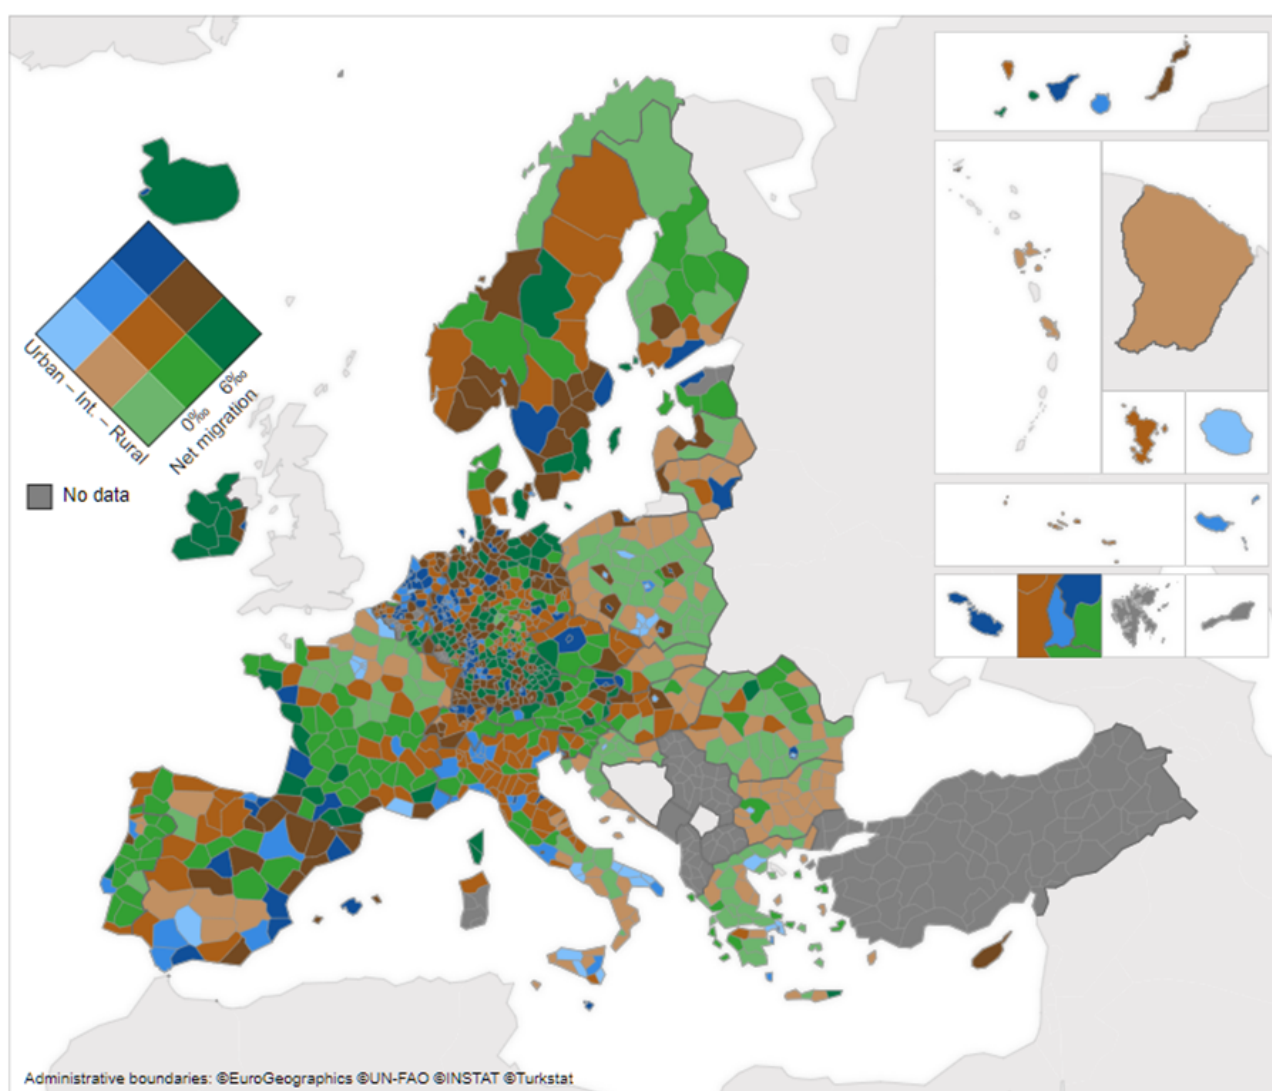 Urban – Int. – Rural
0‰
6‰
Net migration
No data
Administrative boundaries: ©EuroGeographics ©UN-FAO ©INSTAT ©Turkstat